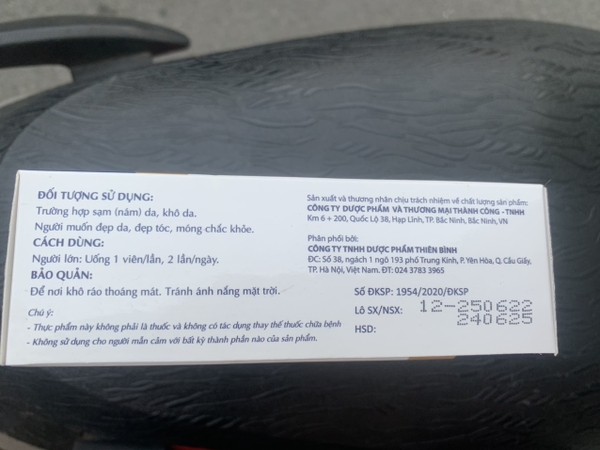 ĐỐI TƯỢNG SỬ DỤNG:
Trường hợp sạm (nám) da, khô da.
Người muốn đẹp da, đẹp tóc, móng chắc khỏe.
CÁCH DÙNG:
Người lớn: Uống 1 viên/lần, 2 lần/ngày.
BẢO QUẢN:
Để nơi khô ráo thoáng mát. Tránh ánh nắng mặt trời.
Chú ý:
- Thực phẩm này không phải là thuốc và không có tác dụng thay thế thuốc chữa bệnh
- Không sử dụng cho người mẫn cảm với bất kỳ thành phần nào của sản phẩm.
Sản xuất và thương nhân chịu trách nhiệm về chất lượng sản phẩm:
CÔNG TY DƯỢC PHẨM VÀ THƯƠNG MẠI THÀNH CÔNG -TNHH
Km 6 + 200, Quốc Lộ 38, Hạp Lĩnh, TP. Bắc Ninh, Bắc Ninh, VN
Phân phối bởi:
CÔNG TY TNHH DƯỢC PHẨM THIÊN BÌNH
ĐC: Số 38, ngách 1 ngõ 193 phố Trung Kính, P. Yên Hòa, Q. Cầu Giấy,
TP. Hà Nội, Việt Nam. ĐT: 024 3783 3965
Số ĐKSP: 1954/2020/ĐKSP
Lô SX/NSX: 12-250622
HSD: 240625